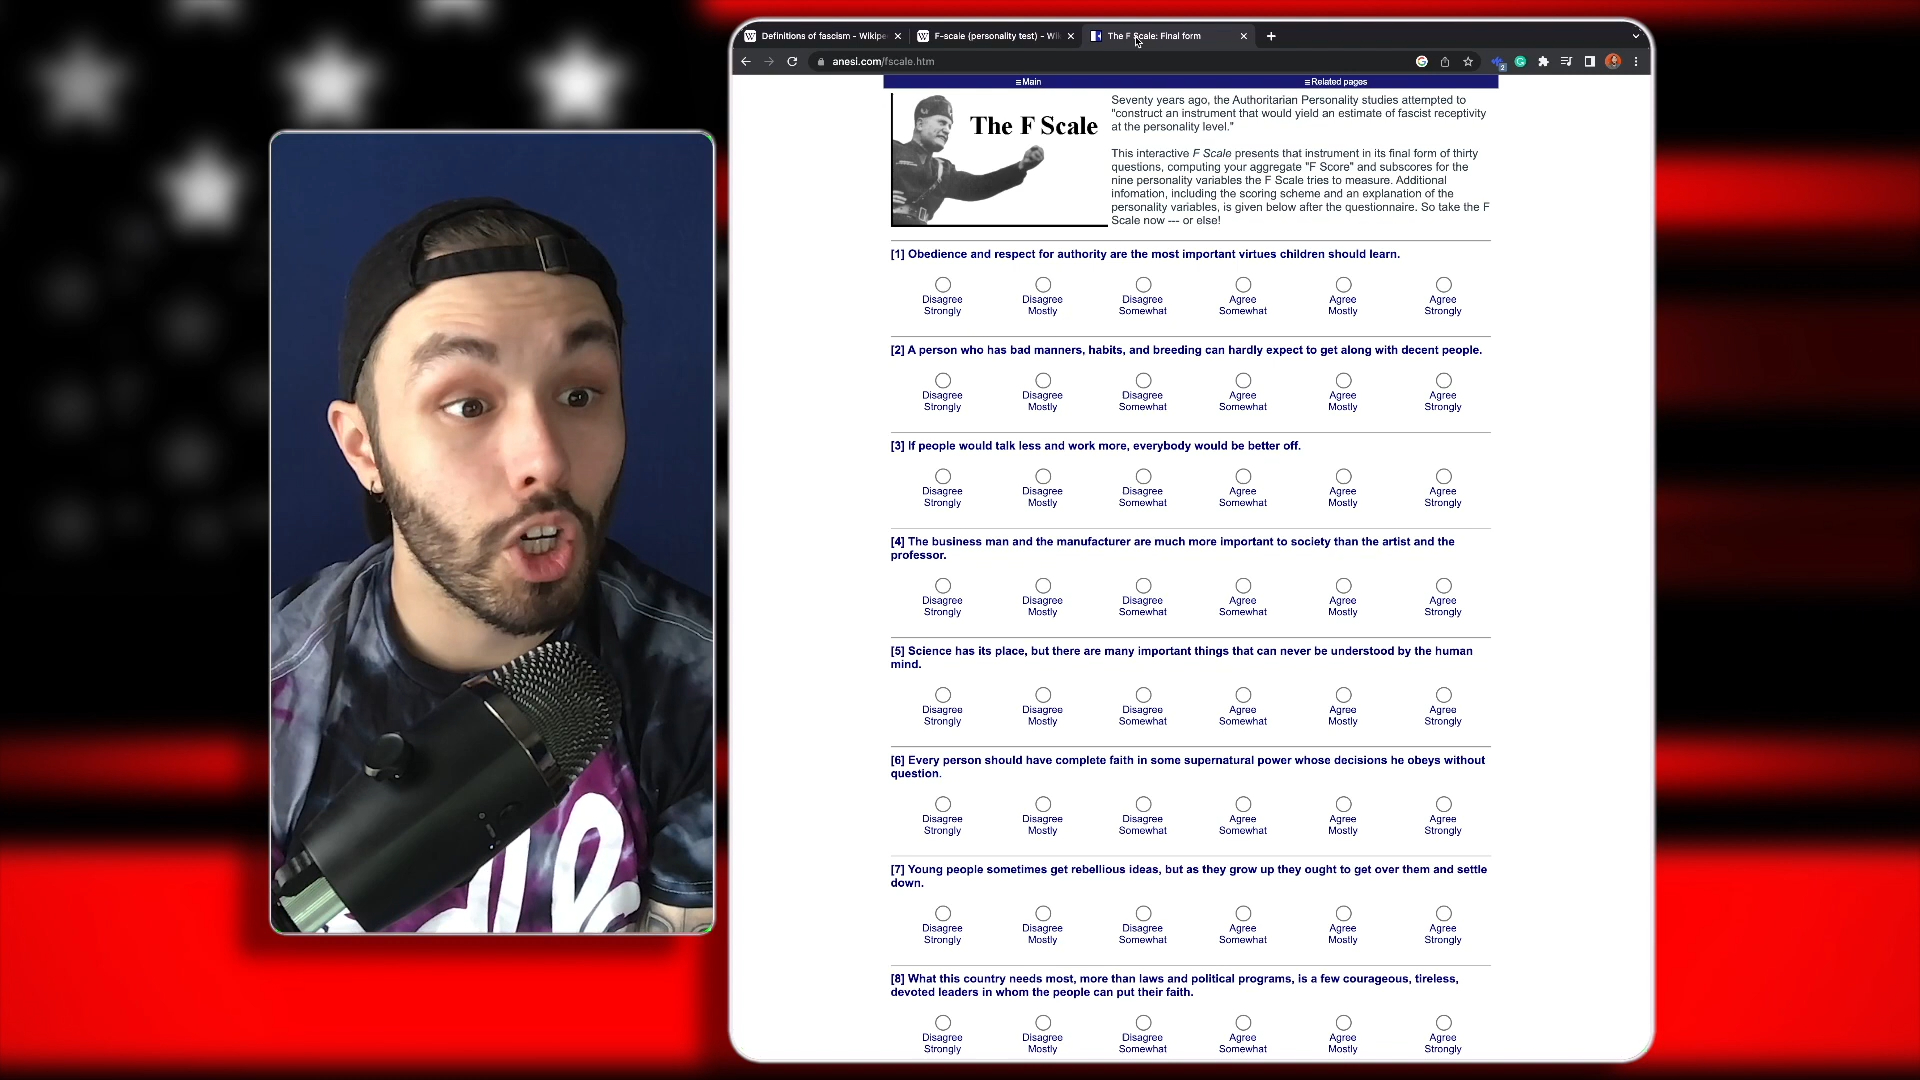 Definitions of fascism - Wikipe
F-scale (personality test) - Wi
The F Scale: Final form
anesi.com/fscale.htm
2
≡Main
≡Related pages
The F Scale
Seventy years ago, the Authoritarian Personality studies attempted to
"construct an instrument that would yield an estimate of fascist receptivity
at the personality level."
This interactive F Scale presents that instrument in its final form of thirty
questions, computing your aggregate "F Score" and subscores for the
nine personality variables the F Scale tries to measure. Additional
infomation, including the scoring scheme and an explanation of the
personality variables, is given below after the questionnaire. So take the F
Scale now --- or else!
[1] Obedience and respect for authority are the most important virtues children should learn.
Disagree Disagree Disagree Agree Agree Agree
Strongly Mostly Somewhat Somewhat Mostly Strongly
[2] A person who has bad manners, habits, and breeding can hardly expect to get along with decent people.
Disagree Disagree Disagree Agree Agree Agree
Strongly Mostly Somewhat Somewhat Mostly Strongly
[3] If people would talk less and work more, everybody would be better off.
Disagree Disagree Disagree Agree Agree Agree
Strongly Mostly Somewhat Somewhat Mostly Strongly
[4] The business man and the manufacturer are much more important to society than the artist and the
professor.
Disagree Disagree Disagree Agree Agree Agree
Strongly Mostly Somewhat Somewhat Mostly Strongly
[5] Science has its place, but there are many important things that can never be understood by the human
mind.
Disagree Disagree Disagree Agree Agree Agree
Strongly Mostly Somewhat Somewhat Mostly Strongly
[6] Every person should have complete faith in some supernatural power whose decisions he obeys without
question.
Disagree Disagree Disagree Agree Agree Agree
Strongly Mostly Somewhat Somewhat Mostly Strongly
[7] Young people sometimes get rebellious ideas, but as they grow up they ought to get over them and settle
down.
Disagree Disagree Disagree Agree Agree Agree
Strongly Mostly Somewhat Somewhat Mostly Strongly
[8] What this country needs most, more than laws and political programs, is a few courageous, tireless,
devoted leaders in whom the people can put their faith.
Disagree Disagree Disagree Agree Agree Agree
Strongly Mostly Somewhat Somewhat Mostly Strongly